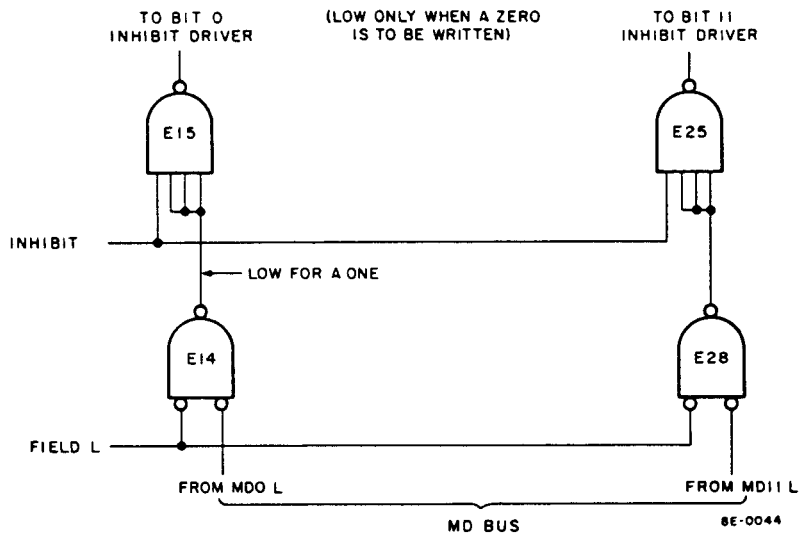 TO BIT 0
INHIBIT DRIVER
(LOW ONLY WHEN A ZERO
IS TO BE WRITTEN)
TO BIT 11
INHIBIT DRIVER
E15
E25
INHIBIT
LOW FOR A ONE
E14
E28
FIELD L
FROM MD0 L
FROM MD11 L
MD BUS
8E-0044